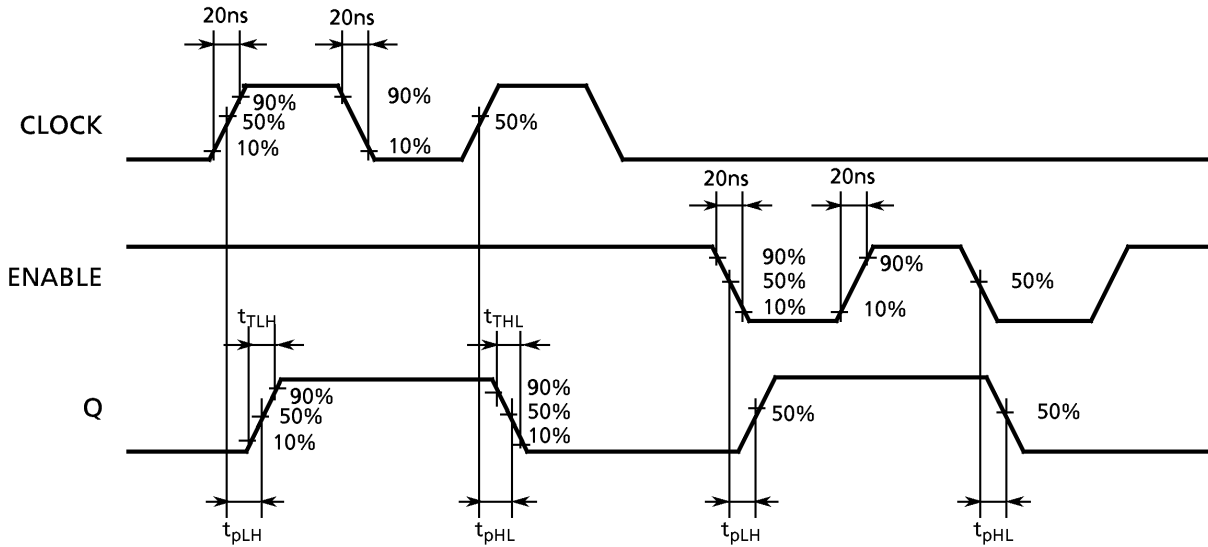 20ns 20ns
90% 90%
CLOCK 50% 50%
10% 10%
20ns 20ns
90% 90%
ENABLE 50% 50%
10% 10%
tTLH tTHL
90% 90%
Q 50% 50% 50% 50%
10% 10%
tpLH tpHL tpLH tpHL